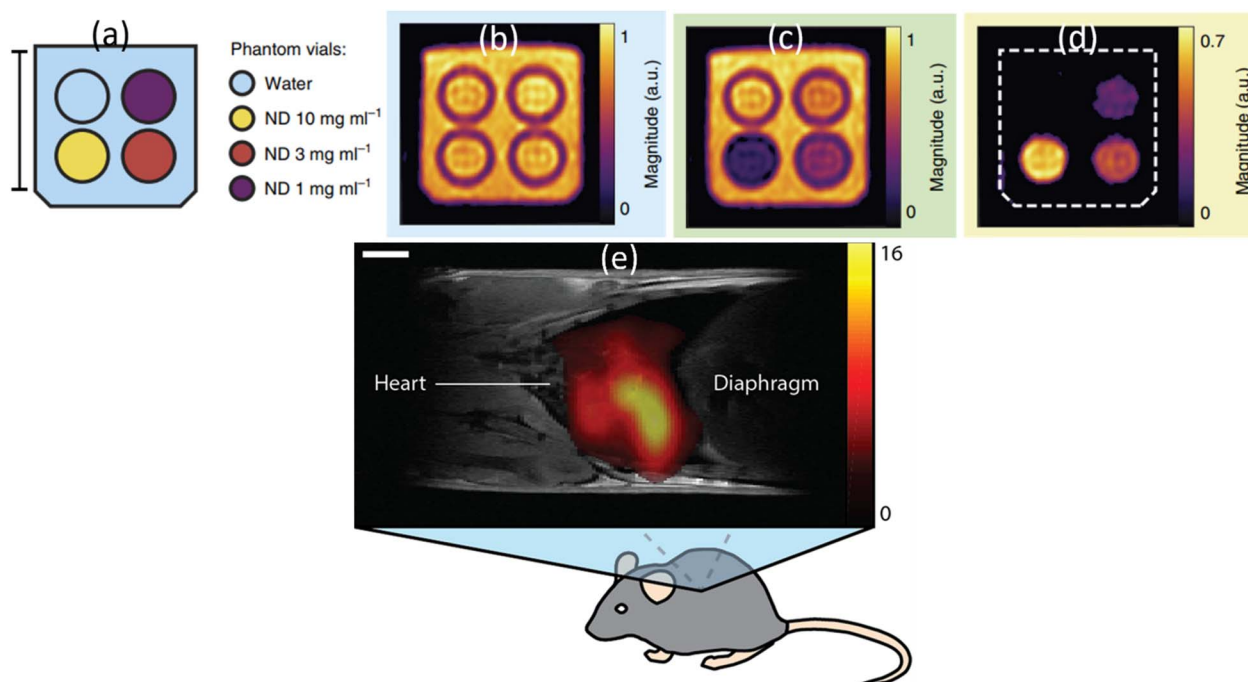 (a)
Phantom vials:
Water
ND 10 mg ml⁻¹
ND 3 mg ml⁻¹
ND 1 mg ml⁻¹
(b)
1
0
Magnitude (a.u.)
(c)
1
0
Magnitude (a.u.)
(d)
0.7
0
Magnitude (a.u.)
(e)
16
0
Heart
Diaphragm